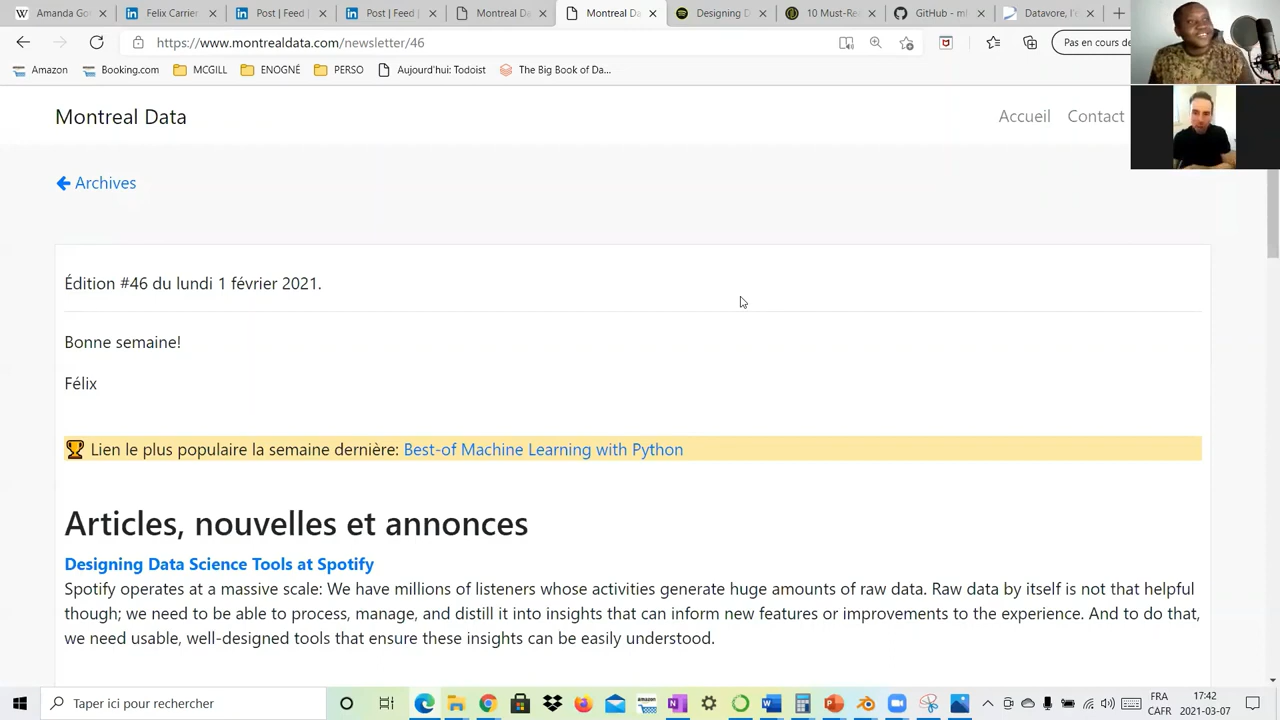 Amanda Go
Felix Carrier
Post | Feed |
Post | Feed |
Montreal Da
Montreal Da
Designing D
10 Must-Rea
GitHub - ml
Datavore, l'
https://www.montrealdata.com/newsletter/46
Pas en cours de
Amazon
Booking.com
MCGILL
ENOGNÉ
PERSO
Aujourd'hui: Todoist
The Big Book of Da...
Montreal Data
Accueil
Contact
Archives
Édition #46 du lundi 1 février 2021.
Bonne semaine!
Félix
Lien le plus populaire la semaine dernière: Best-of Machine Learning with Python
Articles, nouvelles et annonces
Designing Data Science Tools at Spotify
Spotify operates at a massive scale: We have millions of listeners whose activities generate huge amounts of raw data. Raw data by itself is not that helpful
though; we need to be able to process, manage, and distill it into insights that can inform new features or improvements to the experience. And to do that,
we need usable, well-designed tools that ensure these insights can be easily understood.
Taper ici pour rechercher
FRA
CAFR
17:42
2021-03-07